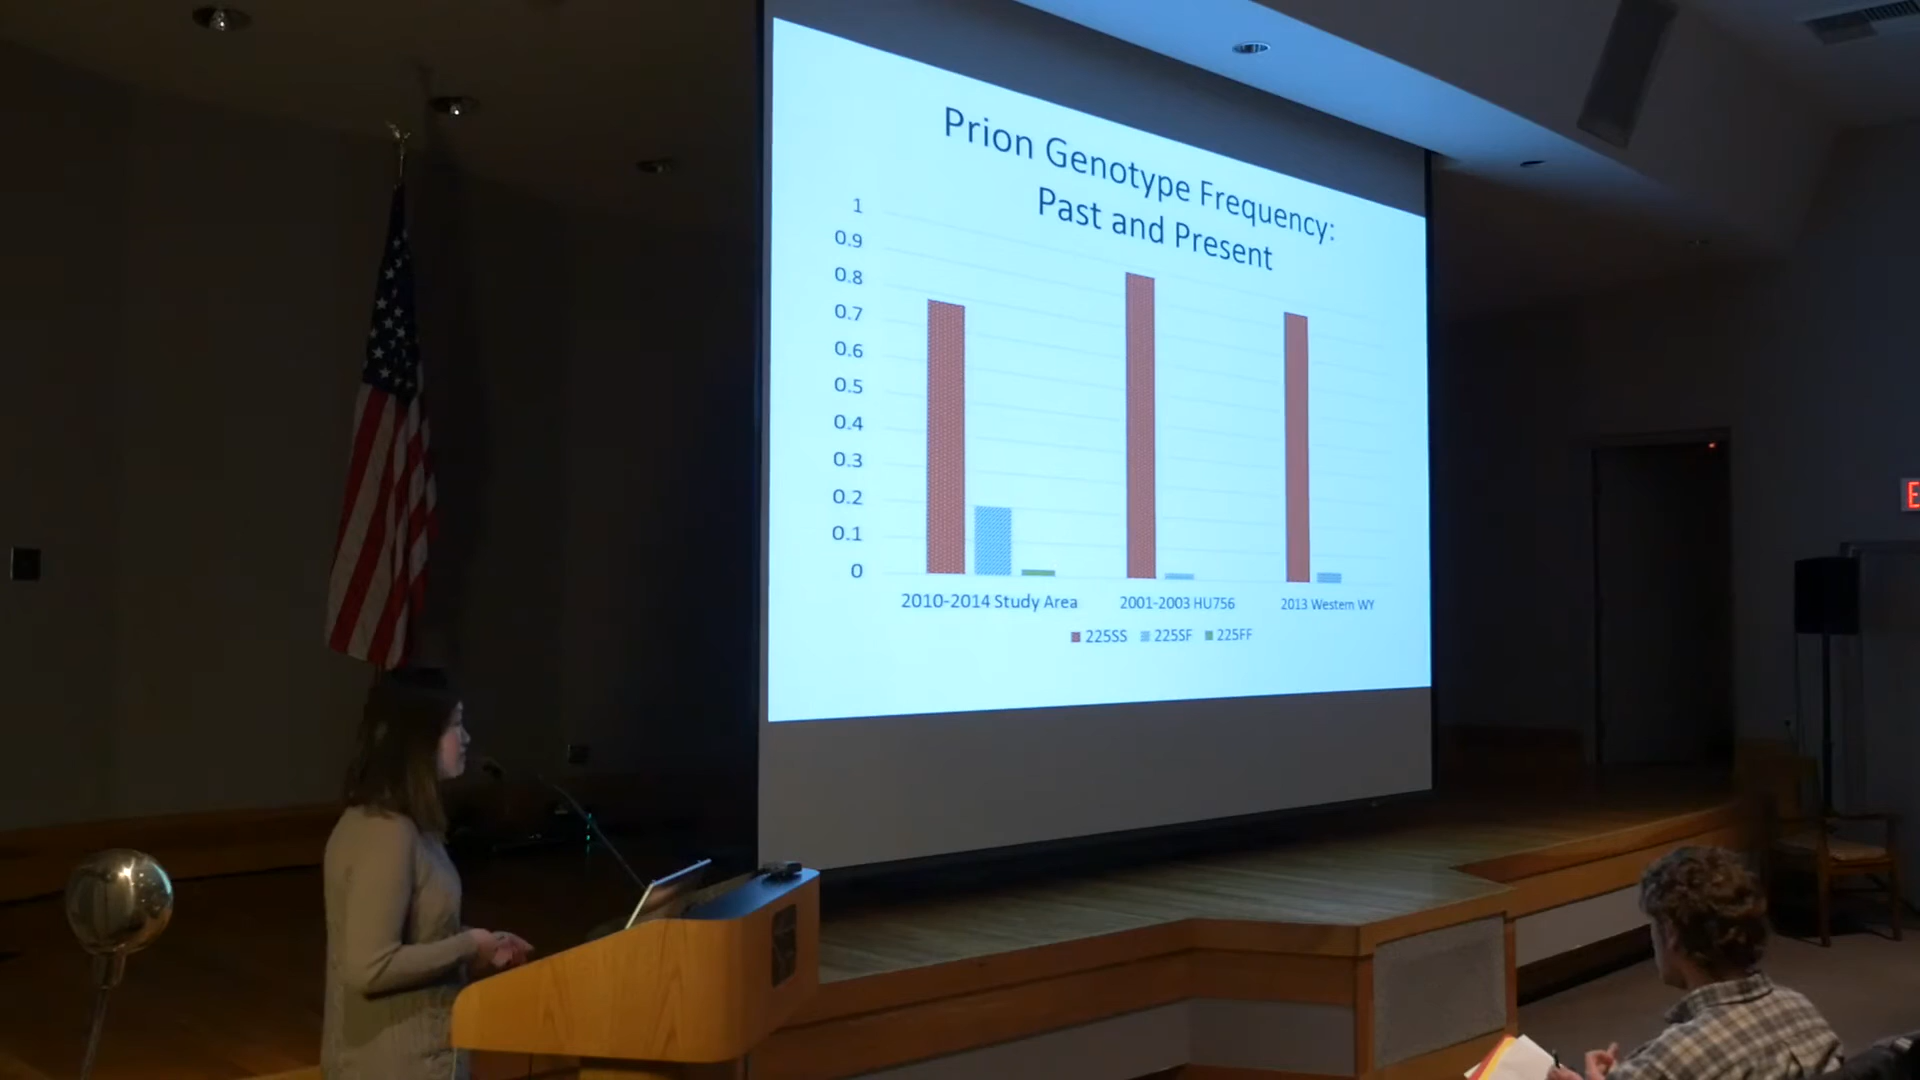 Prion Genotype Frequency:
Past and Present
1
0.9
0.8
0.7
0.6
0.5
0.4
0.3
0.2
0.1
0
2010-2014 Study Area
2001-2003 HU756
2013 Western WY
225SS 225SF 225FF
E